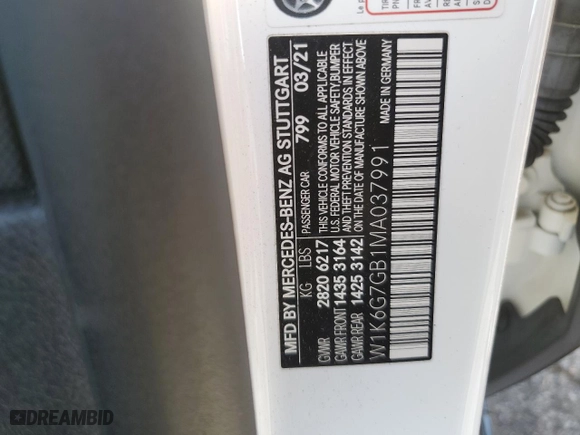 MFD BY MERCEDES-BENZ AG STUTTGART
PASSENGER CAR 799 03/21
KG LBS
GVWR 2820 6217
GAWR FRONT 1435 3164
GAWR REAR 1425 3142
THIS VEHICLE CONFORMS TO ALL APPLICABLE
U.S. FEDERAL MOTOR VEHICLE SAFETY, BUMPER
AND THEFT PREVENTION STANDARDS IN EFFECT
ON THE DATE OF MANUFACTURE SHOWN ABOVE
W1K6G7GB1MA037991 MADE IN GERMANY
DREAMBID